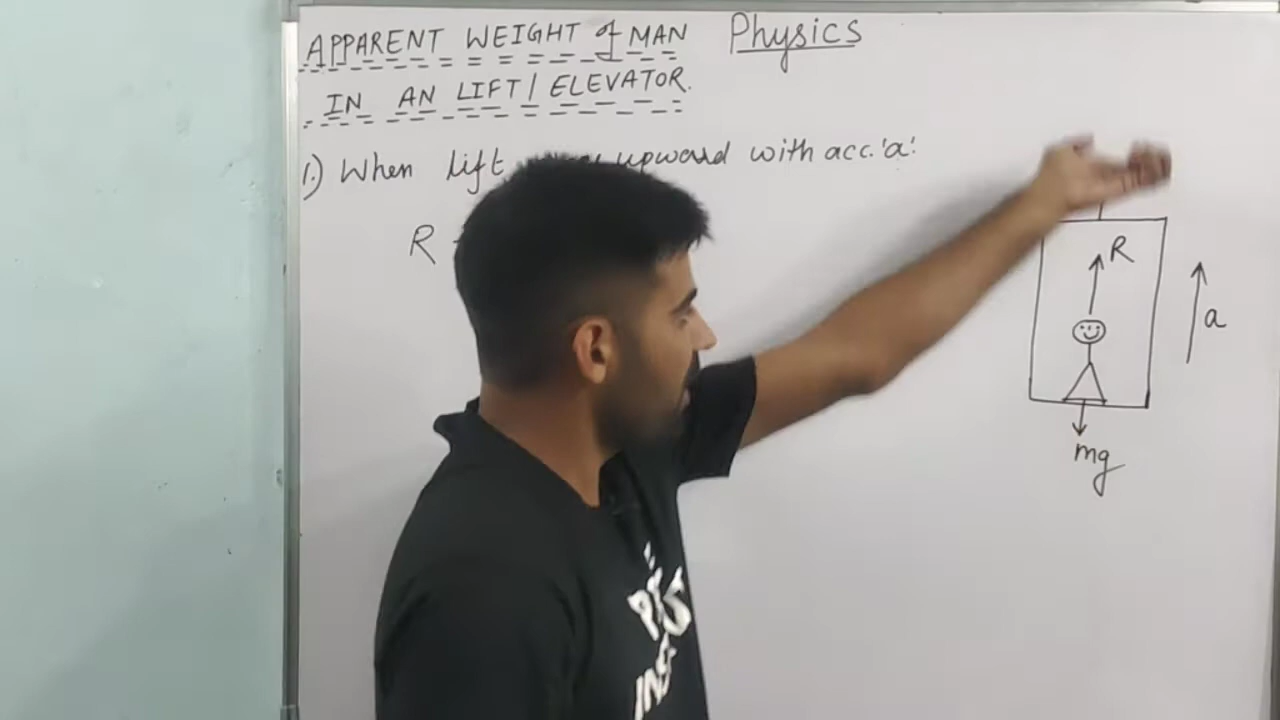 APPARENT WEIGHT of MAN Physics
IN AN LIFT/ELEVATOR.
1.) When lift upward with acc. 'a'.
R
R
a
mg